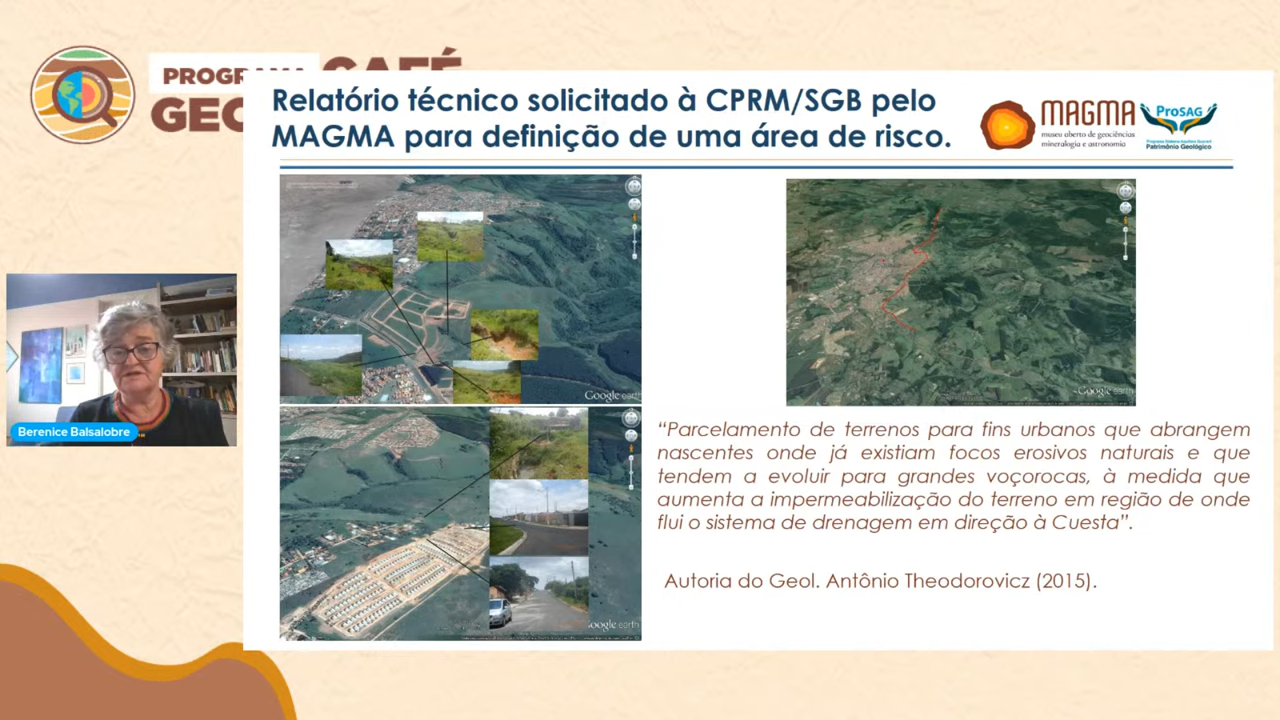 PROGRAMA CAFÉ
GEO
Relatório técnico solicitado à CPRM/SGB pelo
MAGMA para definição de uma área de risco.
MAGMA
museu aberto de geociências
mineralogia e astronomia
ProSAG
Patrimônio Geológico
Google earth
Google earth
Google earth
“Parcelamento de terrenos para fins urbanos que abrangem
nascentes onde já existiam focos erosivos naturais e que
tendem a evoluir para grandes voçorocas, à medida que
aumenta a impermeabilização do terreno em região de onde
flui o sistema de drenagem em direção à Cuesta”.
Autoria do Geol. Antônio Theodorovicz (2015).
Berenice Balsalobre